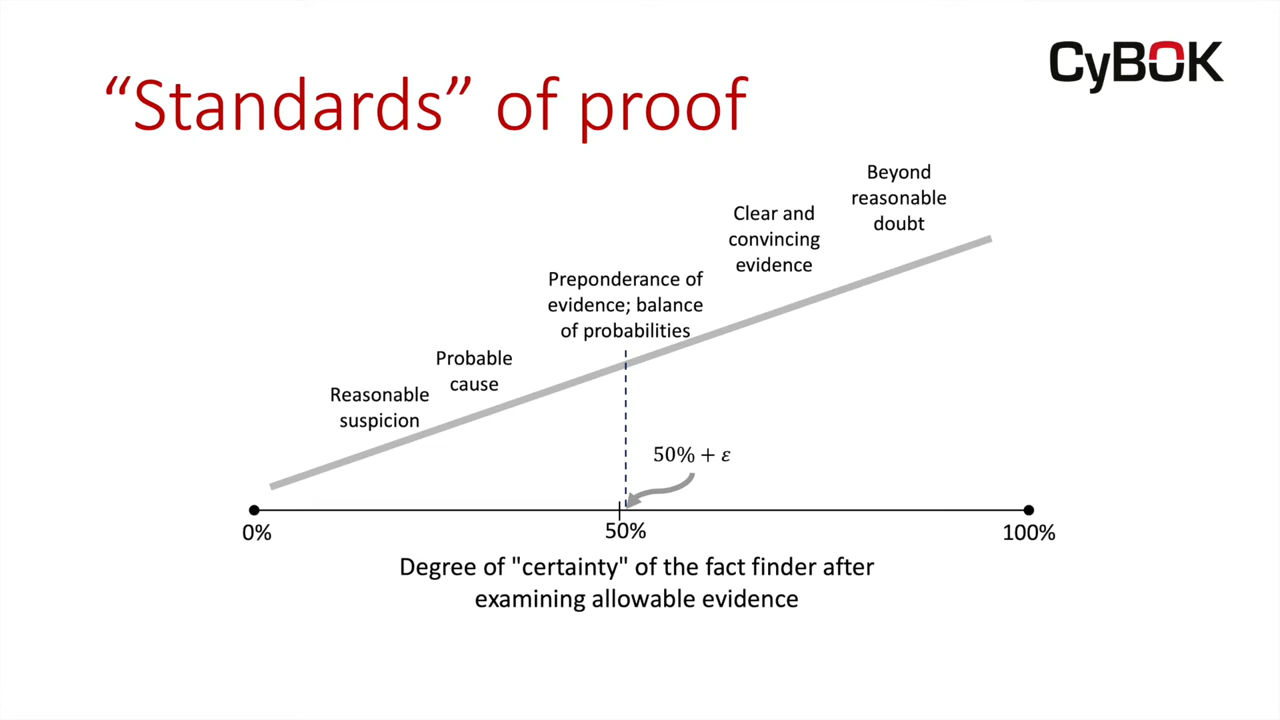 CyBOK
“Standards” of proof
Beyond
reasonable
doubt
Clear and
convincing
evidence
Preponderance of
evidence; balance
of probabilities
Probable
cause
Reasonable
suspicion
50% + ε
0%
50%
100%
Degree of "certainty" of the fact finder after
examining allowable evidence